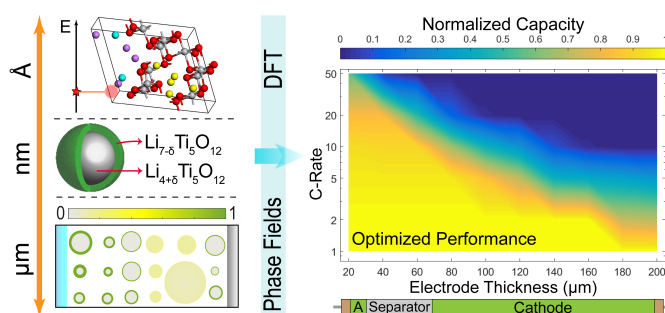 E
Å
nm
µm
Li7-δTi5O12
Li4+δTi5O12
0
1
DFT
Phase Fields
Normalized Capacity
0 0.1 0.2 0.3 0.4 0.5 0.6 0.7 0.8 0.9 1
C-Rate
50
20
10
5
2
1
Optimized Performance
20 40 60 80 100 120 140 160 180 200
Electrode Thickness (µm)
A Separator Cathode